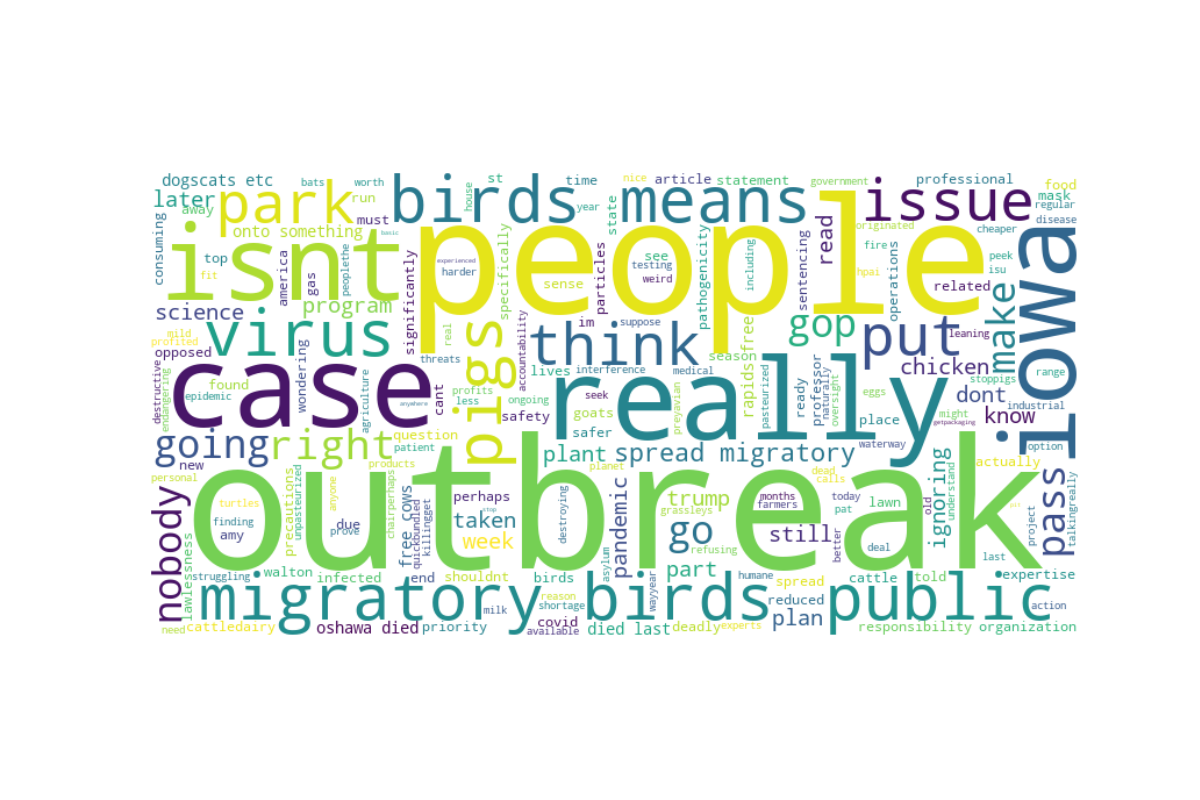 dogscats etc
bats
worth
st
time
nice
article
statement
government
professional
food
later
park
run
birds
house
year
means
issue
mask
regular
away
must
state
originated
disease
cheaper
consuming
onto something
basic
isnt
people
read
iowa
top
america
gas
peoplethe
experienced
harder
specifically
sense
particles
see
testing
weird
pathogenicity
including
sentencing
fire
hpai
operations
peek
isu
related
fit
program
significantly
science
virus
real
pigs
im
suppose
think
gop
put
make
leaning
mild
profited
opposed
wondering
threats
accountability
interference
season
rapids free
chicken
stoppigs
range
destructive
endangering
found
epidemic
case
agriculture
anywhere
cant
profits
less
ongoing
lives
seek
medical
really
pasteurized
ready
professor
naturally
oversight
eggs
dont
might
industrial
safety
goats
safer
preyavian
place
know
getpackaging
option
going
right
question
patient
plant
spread migratory
waterway
pass
new
personal
products
planet
actually
nobody
turtles
finding
amy
precautions
unpasteurized
anyone
due
prove
chairperhaps
free cows
quickbundled
killingget
perhaps
taken
week
stop
outbreak
destroying
pandemic
trump
grassleys
go
dead
calls
months
farmers
today
pat
still
lawn
better
deal
old
ignoring
understand
pit
project
talkingreally
lawlessness
struggling
walton
infected
end
shouldnt
birds
asylum
refusing
part
wayyear
humane
spread
cattle
told
last
expertise
migratory birds
reason
shortage
milk
reduced
plan
public
action
need
cattledairy
oshawa died
priority
covid
available
died last
deadly
experts
responsibility
organization